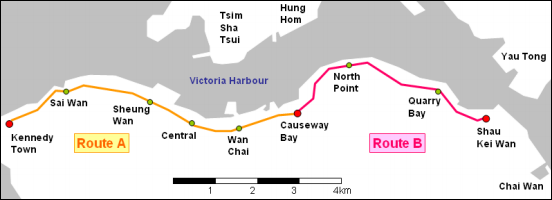 Tsim
Sha
Tsui
Hung
Hom
Yau Tong
Victoria Harbour
North
Point
Sai Wan
Sheung
Wan
Quarry
Bay
Kennedy
Town
Central
Wan
Chai
Causeway
Bay
Shau
Kei Wan
Route A
Route B
Chai Wan
1 2 3 4km